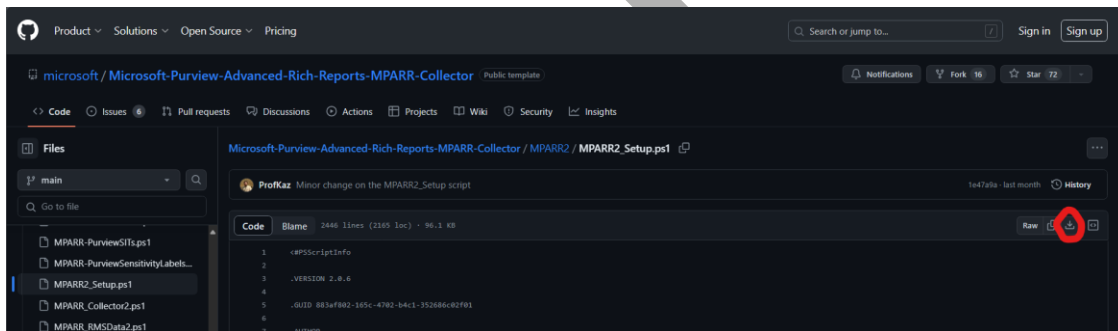 Product Solutions Open Source Pricing Search or jump to... / Sign in Sign up
microsoft / Microsoft-Purview-Advanced-Rich-Reports-MPARR-Collector Public template Notifications Fork 16 Star 72
Code Issues 6 Pull requests Discussions Actions Projects Wiki Security Insights
Files Microsoft-Purview-Advanced-Rich-Reports-MPARR-Collector / MPARR2 / MPARR2_Setup.ps1
main
ProfKaz Minor change on the MPARR2_Setup script 1e47a9a · last month History
Go to file
Code Blame 2446 lines (2165 loc) · 96.1 KB Raw
MPARR-PurviewSITs.ps1
1 <#PSScriptInfo
MPARR-PurviewSensitivityLabels...
2
MPARR2_Setup.ps1
3 .VERSION 2.0.6
4
MPARR_Collector2.ps1
5 .GUID 883af802-165c-4702-b4c1-352686c02f01
6
MPARR_RMSData2.ps1